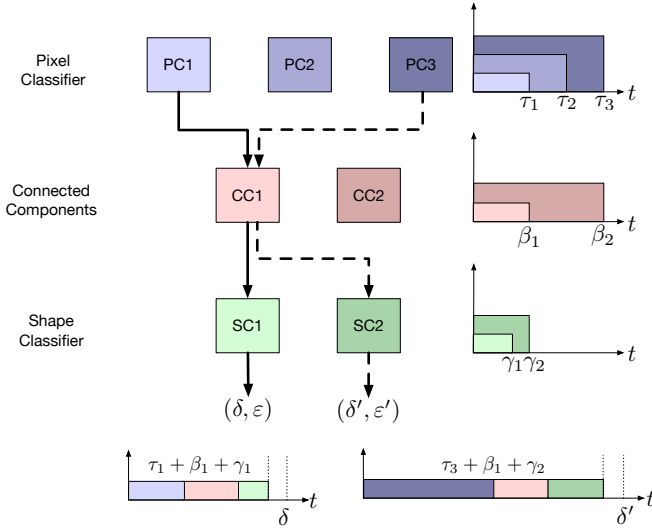 Pixel
Classifier
PC1
PC2
PC3
τ₁
τ₂
τ₃
t
Connected
Components
CC1
CC2
β₁
β₂
t
Shape
Classifier
SC1
SC2
γ₁γ₂
t
(δ, ε)
(δ′, ε′)
τ₁ + β₁ + γ₁
t
δ
τ₃ + β₁ + γ₂
t
δ′